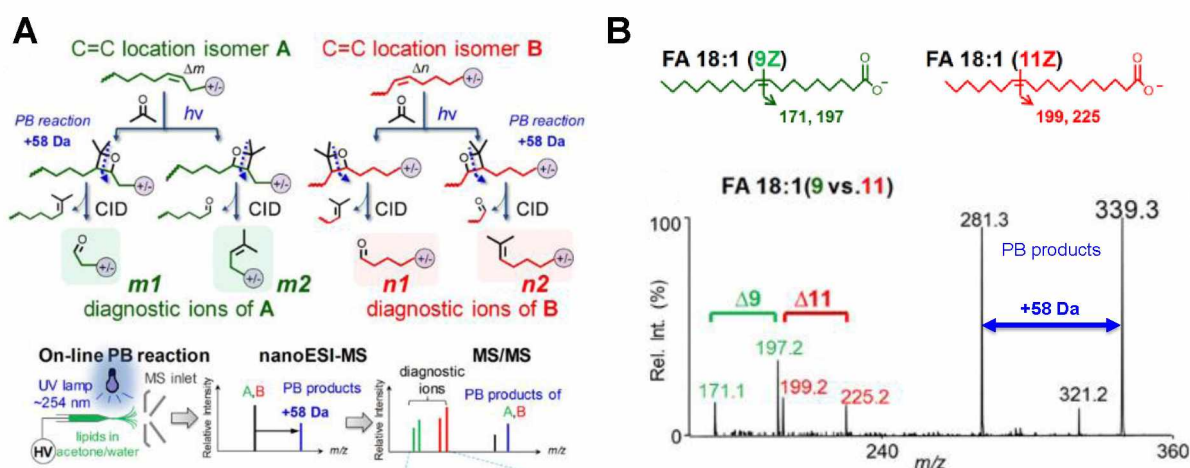 A
C=C location isomer A
C=C location isomer B
Δm
Δn
+/-
+/-
PB reaction
+58 Da
O
hν
O
hν
PB reaction
+58 Da
O
O
O
O
+/-
+/-
+/-
+/-
O
CID
O
CID
CID
O
CID
O
+/-
m1
+/-
m2
O
+/-
n1
+/-
n2
diagnostic ions of A
diagnostic ions of B
On-line PB reaction
nanoESI-MS
MS/MS
UV lamp
~254 nm
MS inlet
HV
lipids in
acetone/water
Relative Intensity
A,B
PB products
+58 Da
m/z
Relative Intensity
diagnostic
ions
PB products of
A,B
m/z
B
FA 18:1 (9Z)
O
O-
171, 197
FA 18:1 (11Z)
O
O-
199, 225
FA 18:1(9 vs.11)
Rel. Int. (%)
100
0
Δ9
Δ11
171.1
197.2
199.2
225.2
281.3
339.3
PB products
+58 Da
321.2
240
m/z
360